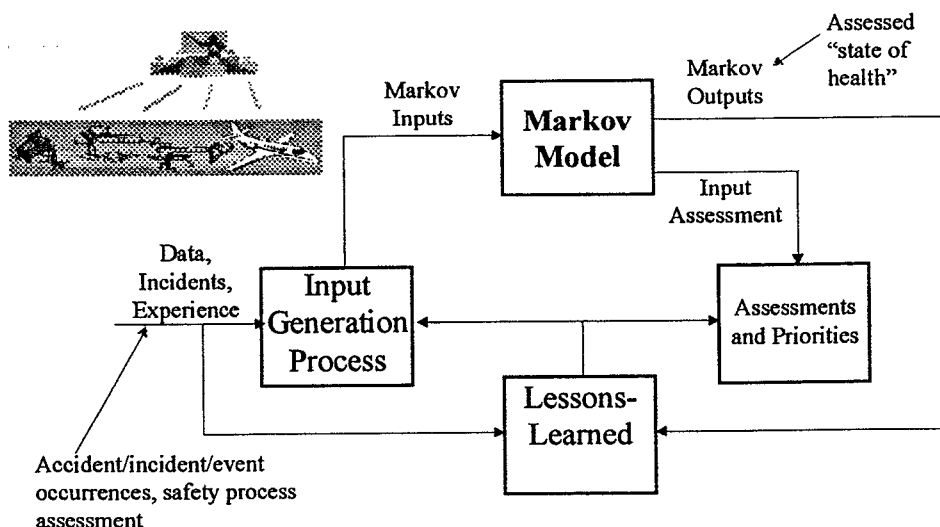 Assessed
“state of
health”
Markov
Outputs
Markov
Inputs
Markov
Model
Input
Assessment
Data,
Incidents,
Experience
Input
Generation
Process
Assessments
and Priorities
Lessons-
Learned
Accident/incident/event
occurrences, safety process
assessment